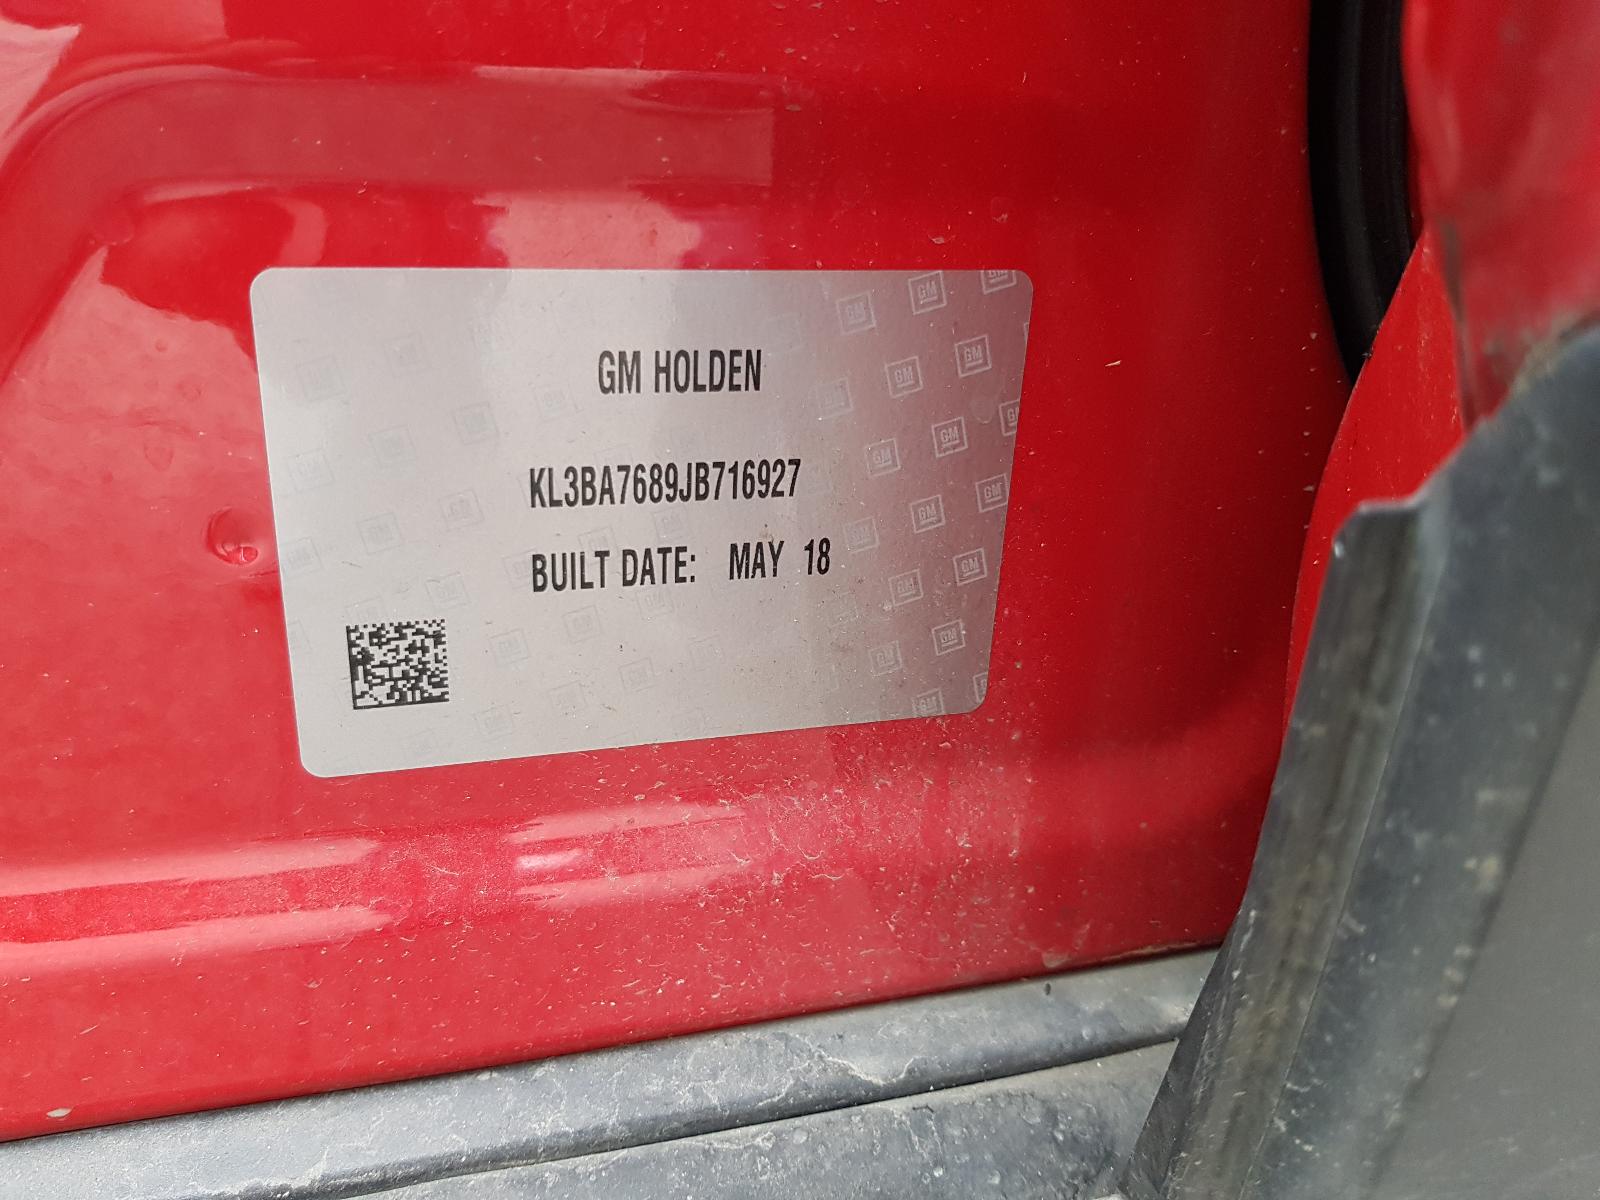 GM HOLDEN
KL3BA7689JB716927
BUILT DATE: MAY 18